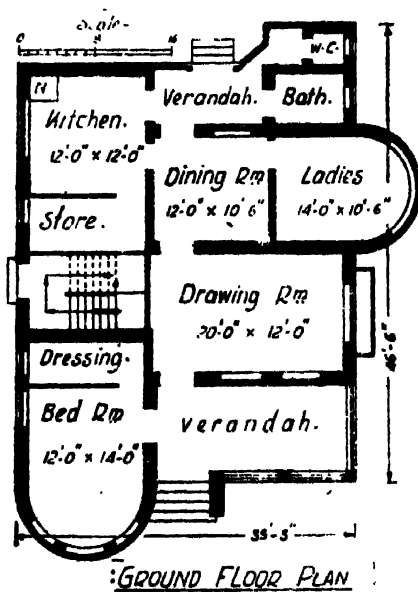 Scale
0 8 16
W.C.
H
Kitchen.
12'-0" x 12'-0"
Verandah.
Bath.
Dining Rm
12'-0" x 10'-6"
Ladies
14'-0" x 10'-6"
Store.
Drawing Rm
20'-0" x 12'-0"
Dressing.
46'-6"
Bed Rm
12'-0" x 14'-0"
verandah.
35'-3"
GROUND FLOOR PLAN